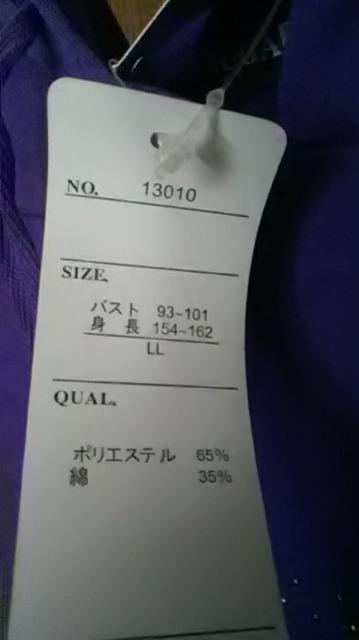 NO. 13010
SIZE.
バスト 93~101
身 長 154~162
LL
QUAL.
ポリエステル 65%
綿 35%